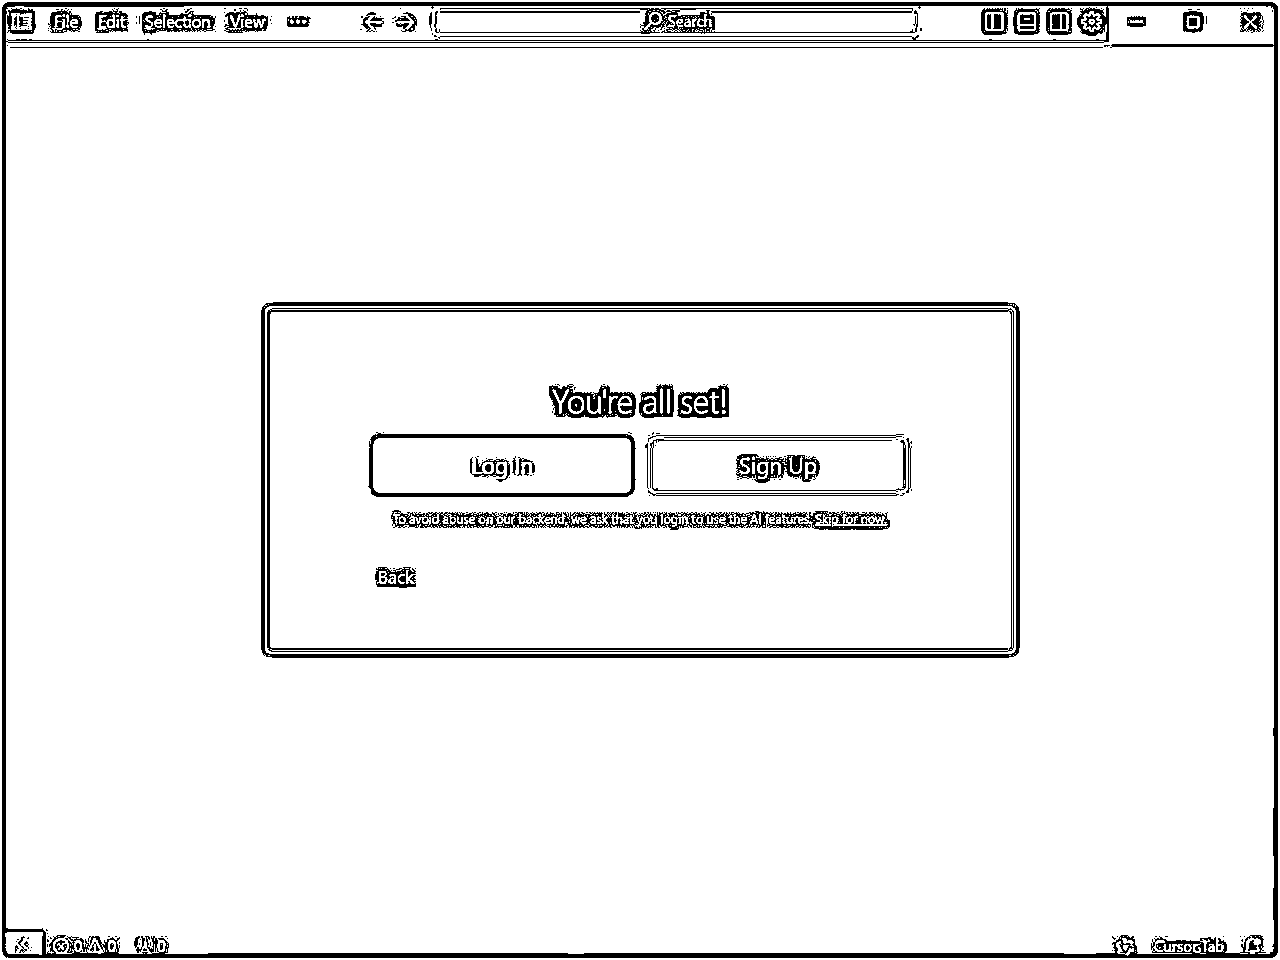 File Edit Selection View ... Search
You're all set!
Log In Sign Up
To avoid abuse on our backend, we ask that you login to use the AI features. Skip for now.
Back
0 0 0 Cursor Tab